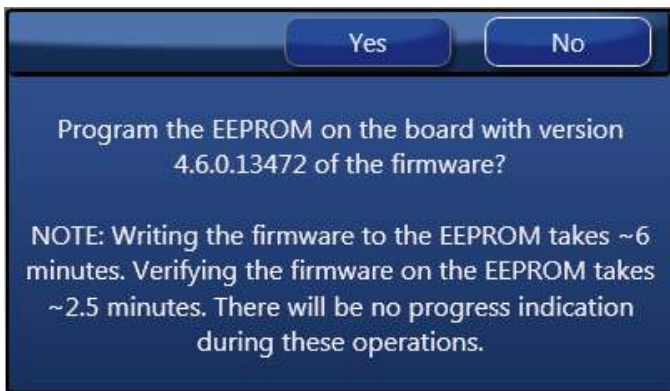 Yes No
Program the EEPROM on the board with version
4.6.0.13472 of the firmware?
NOTE: Writing the firmware to the EEPROM takes ~6
minutes. Verifying the firmware on the EEPROM takes
~2.5 minutes. There will be no progress indication
during these operations.